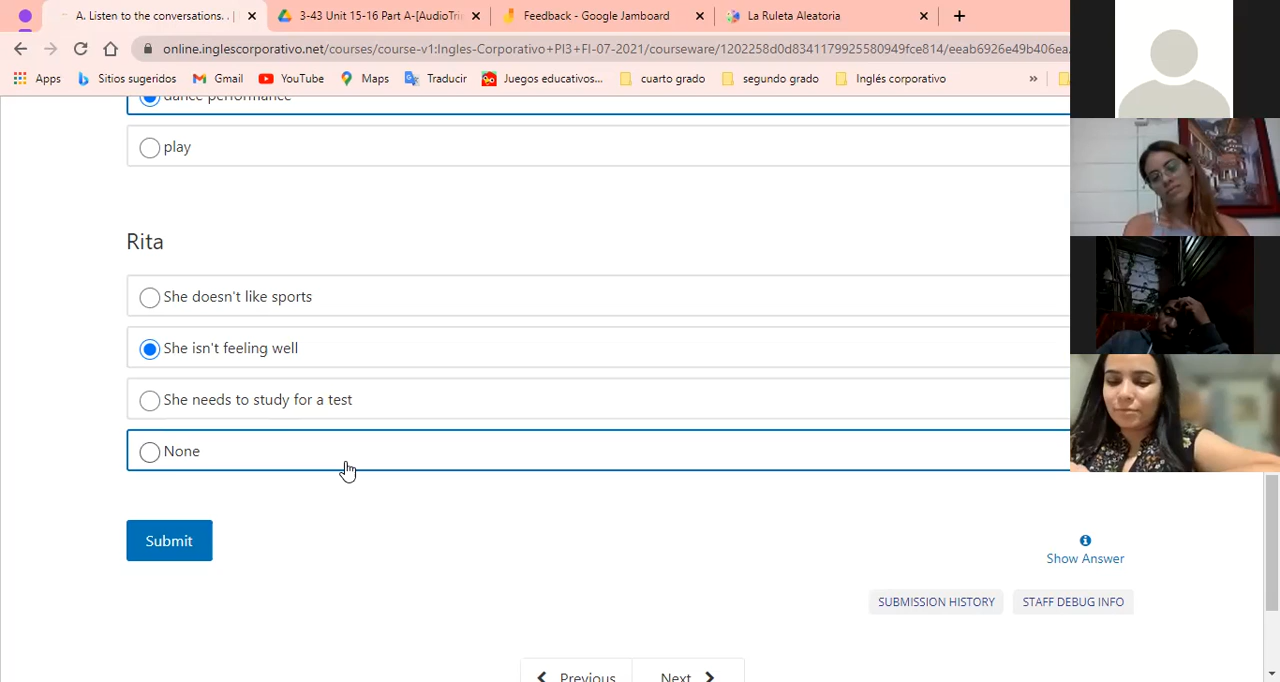 A. Listen to the conversations. . |
3-43 Unit 15-16 Part A-[AudioTri
Feedback - Google Jamboard
La Ruleta Aleatoria
online.inglescorporativo.net/courses/course-v1:Ingles-Corporativo+PI3+FI-07-2021/courseware/1202258d0d8341179925580949fce814/eeab6926e49b406ea
Apps
Sitios sugeridos
Gmail
YouTube
Maps
Traducir
Juegos educativos...
cuarto grado
segundo grado
Inglés corporativo
»
dance performance
play
Rita
She doesn't like sports
She isn't feeling well
She needs to study for a test
None
Submit
Show Answer
SUBMISSION HISTORY
STAFF DEBUG INFO
Previous
Next